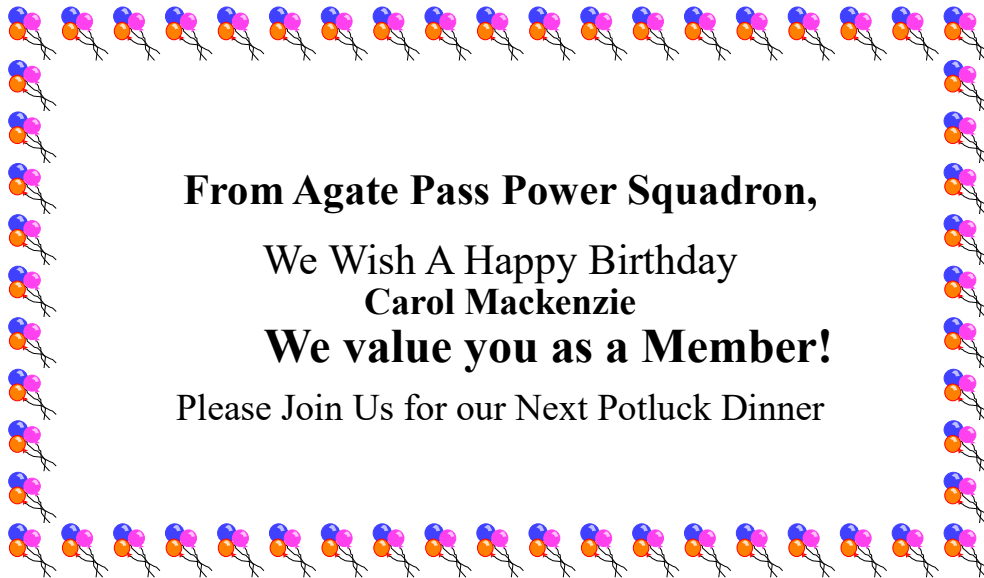 From Agate Pass Power Squadron,
We Wish A Happy Birthday
Carol Mackenzie
We value you as a Member!
Please Join Us for our Next Potluck Dinner